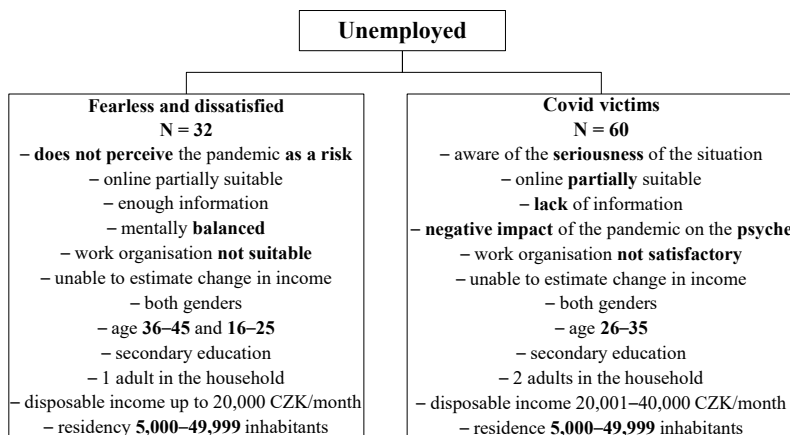 Unemployed
Fearless and dissatisfied
N = 32
– does not perceive the pandemic as a risk
– online partially suitable
– enough information
– mentally balanced
– work organisation not suitable
– unable to estimate change in income
– both genders
– age 36–45 and 16–25
– secondary education
– 1 adult in the household
– disposable income up to 20,000 CZK/month
– residency 5,000–49,999 inhabitants
Covid victims
N = 60
– aware of the seriousness of the situation
– online partially suitable
– lack of information
– negative impact of the pandemic on the psyche
– work organisation not satisfactory
– unable to estimate change in income
– both genders
– age 26–35
– secondary education
– 2 adults in the household
– disposable income 20,001–40,000 CZK/month
– residence 5,000–49,999 inhabitants